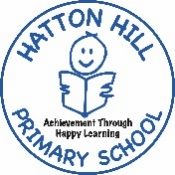 HATTON HILL
Achievement Through
Happy Learning
PRIMARY SCHOOL